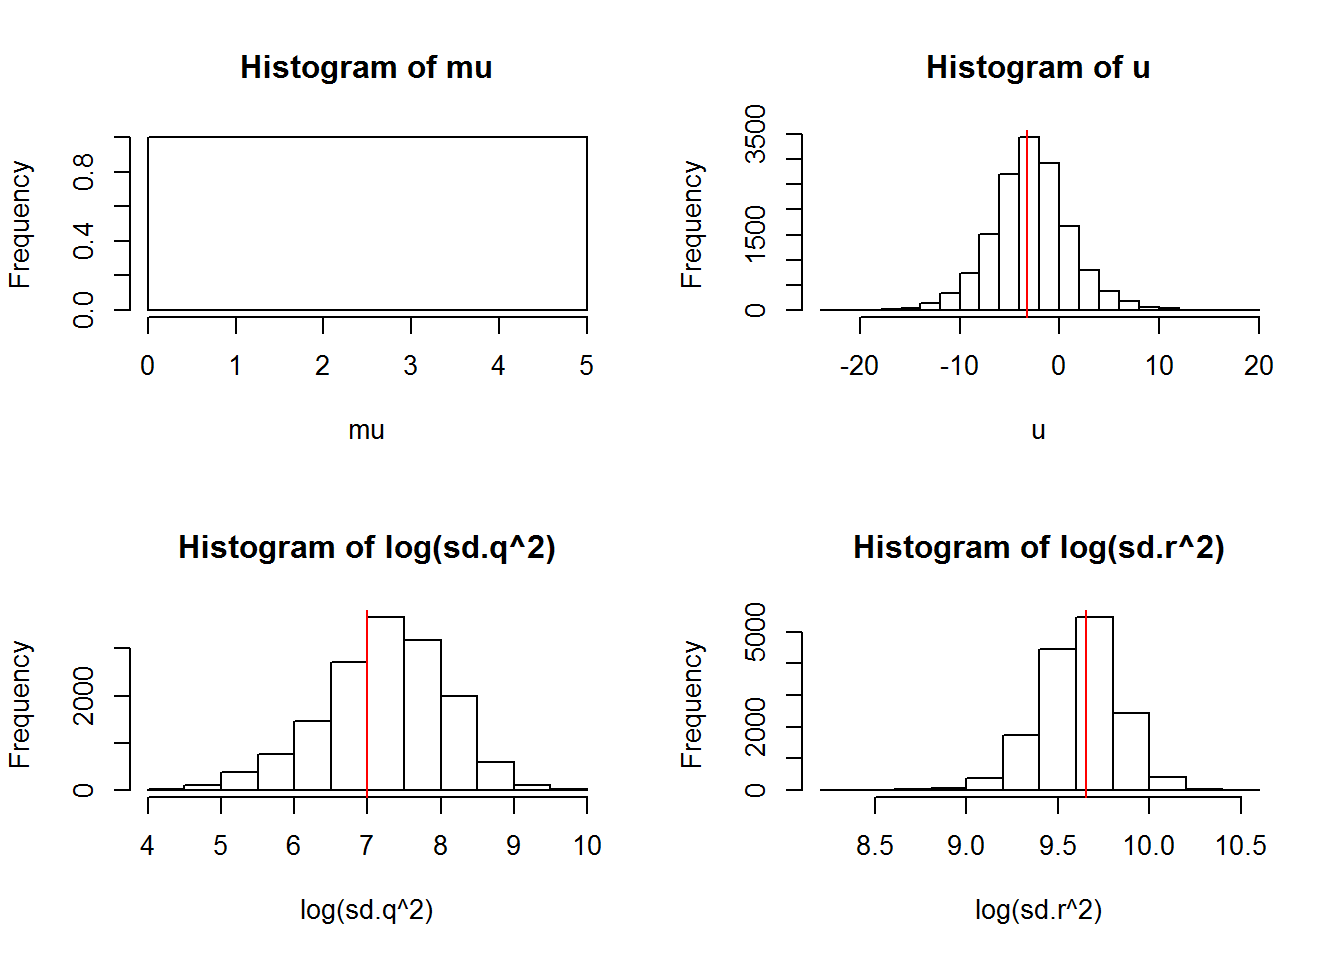 Histogram of mu
Frequency
0.0 0.4 0.8
0 1 2 3 4 5
mu
Histogram of u
Frequency
0 1500 3500
-20 -10 0 10 20
u
Histogram of log(sd.q^2)
Frequency
0 2000
4 5 6 7 8 9 10
log(sd.q^2)
Histogram of log(sd.r^2)
Frequency
0 2000 5000
8.5 9.0 9.5 10.0 10.5
log(sd.r^2)